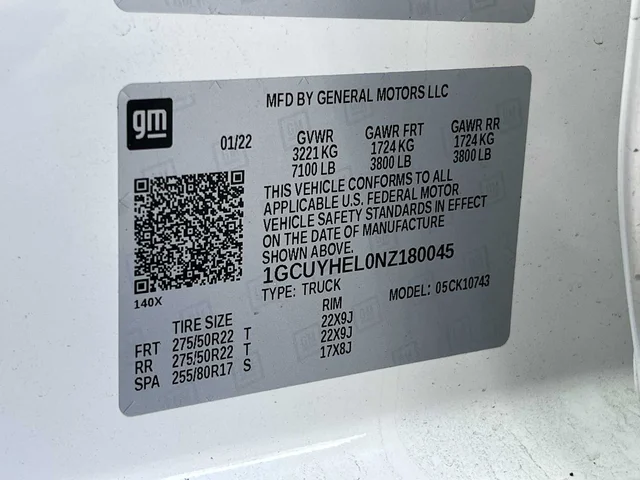 gm
MFD BY GENERAL MOTORS LLC
01/22 GVWR GAWR FRT GAWR RR
3221 KG 1724 KG 1724 KG
7100 LB 3800 LB 3800 LB
THIS VEHICLE CONFORMS TO ALL
APPLICABLE U.S. FEDERAL MOTOR
VEHICLE SAFETY STANDARDS IN EFFECT
ON THE DATE OF MANUFACTURE
SHOWN ABOVE.
1GCUYHEL0NZ180045
TYPE: TRUCK MODEL: 05CK10743
140X
TIRE SIZE RIM
FRT 275/50R22 T 22X9J
RR 275/50R22 T 22X9J
SPA 255/80R17 S 17X8J